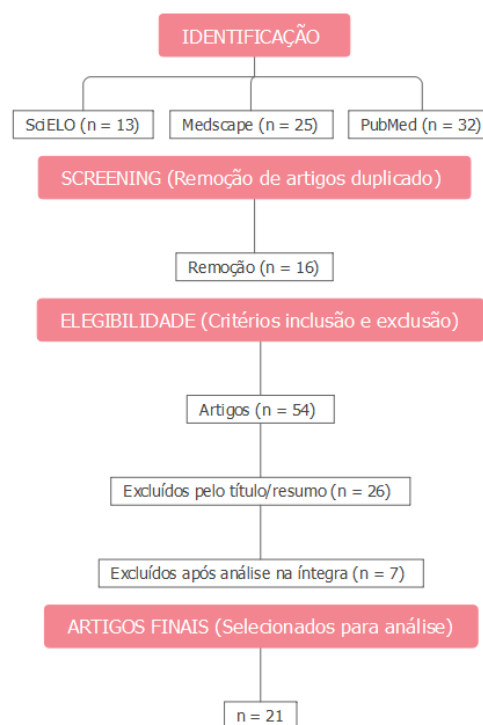 IDENTIFICAÇÃO
SciELO (n = 13)
Medscape (n = 25)
PubMed (n = 32)
SCREENING (Remoção de artigos duplicado)
Remoção (n = 16)
ELEGIBILIDADE (Critérios inclusão e exclusão)
Artigos (n = 54)
Excluídos pelo título/resumo (n = 26)
Excluídos após análise na íntegra (n = 7)
ARTIGOS FINAIS (Selecionados para análise)
n = 21